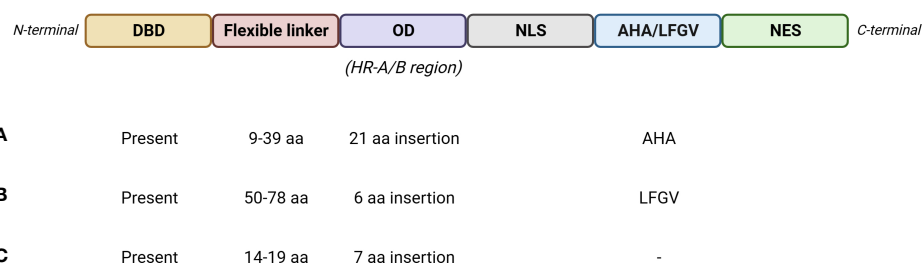 N-terminal DBD Flexible linker OD NLS AHA/LFGV NES C-terminal
(HR-A/B region)
A Present 9-39 aa 21 aa insertion AHA
B Present 50-78 aa 6 aa insertion LFGV
C Present 14-19 aa 7 aa insertion -